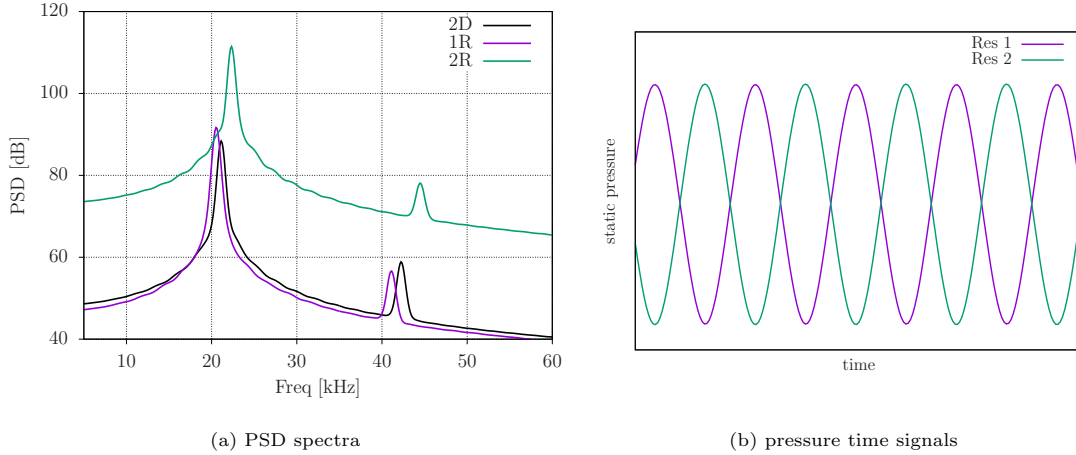 120
100
80
60
40
PSD [dB]
2D
1R
2R
10 20 30 40 50 60
Freq [kHz]
(a) PSD spectra
static pressure
Res 1
Res 2
time
(b) pressure time signals